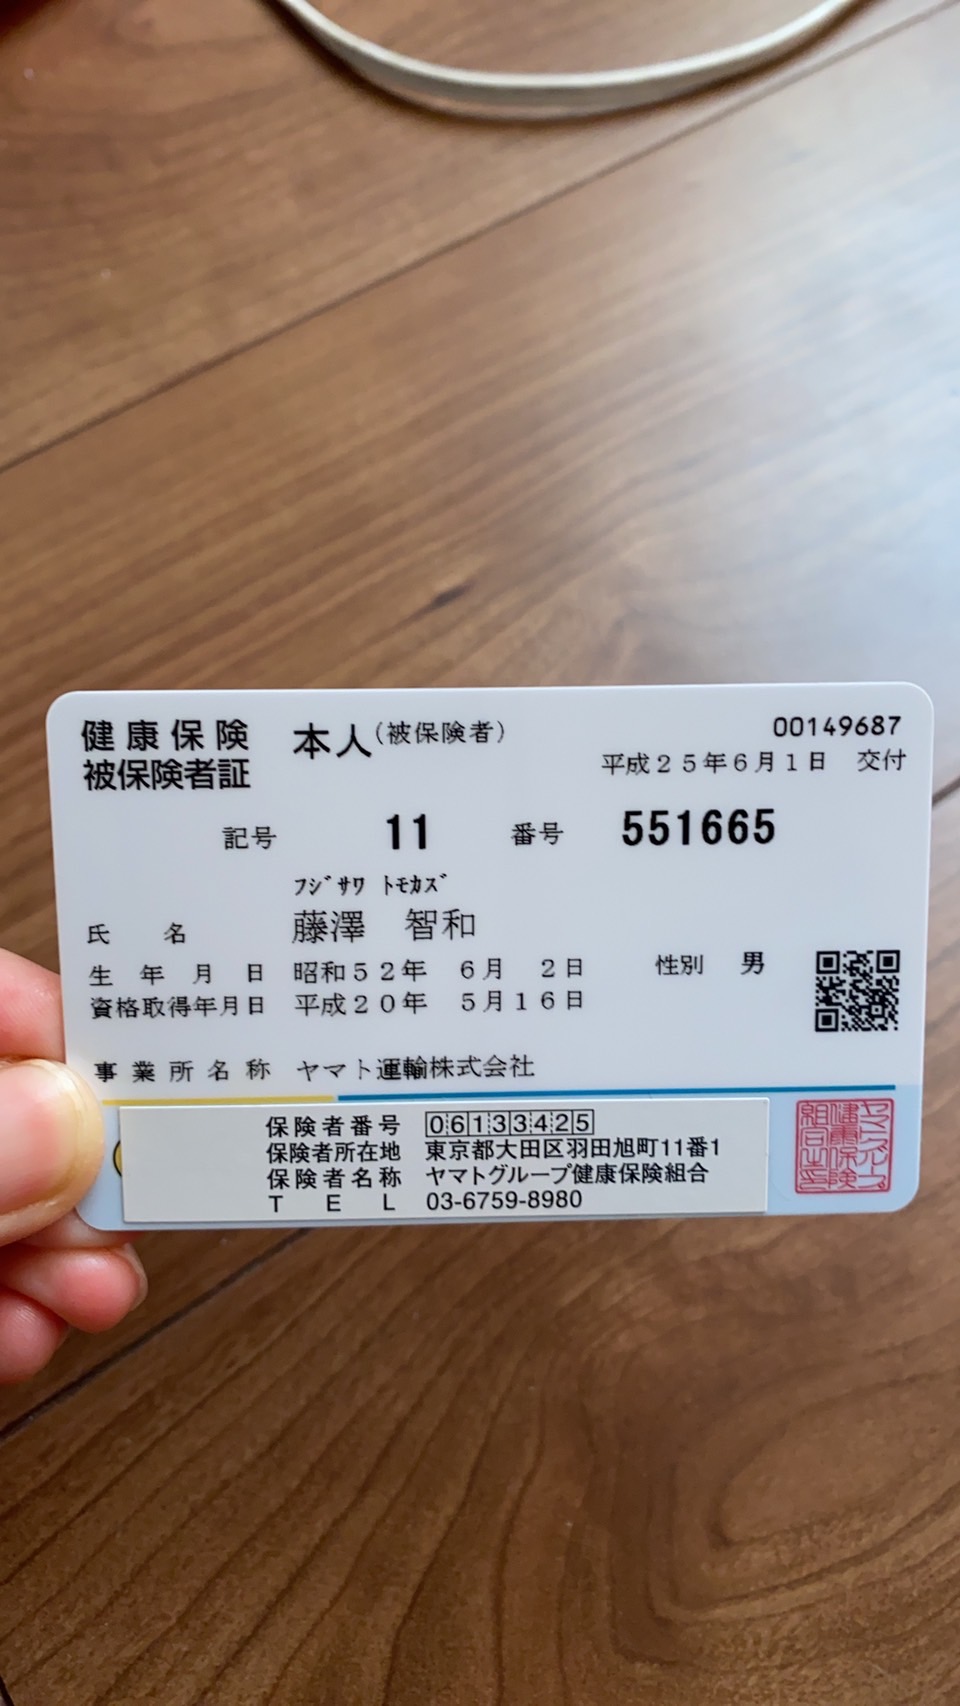 健康保険 本人(被保険者) 00149687
被保険者証 平成25年6月1日 交付
記号 11 番号 551665
フジサワ トモカズ
氏名 藤澤 智和
生年月日 昭和52年 6月 2日 性別 男
資格取得年月日 平成20年 5月16日
事業所名称 ヤマト運輸株式会社
保険者番号 06133425
保険者所在地 東京都大田区羽田旭町11番1
保険者名称 ヤマトグループ健康保険組合
TEL 03-6759-8980